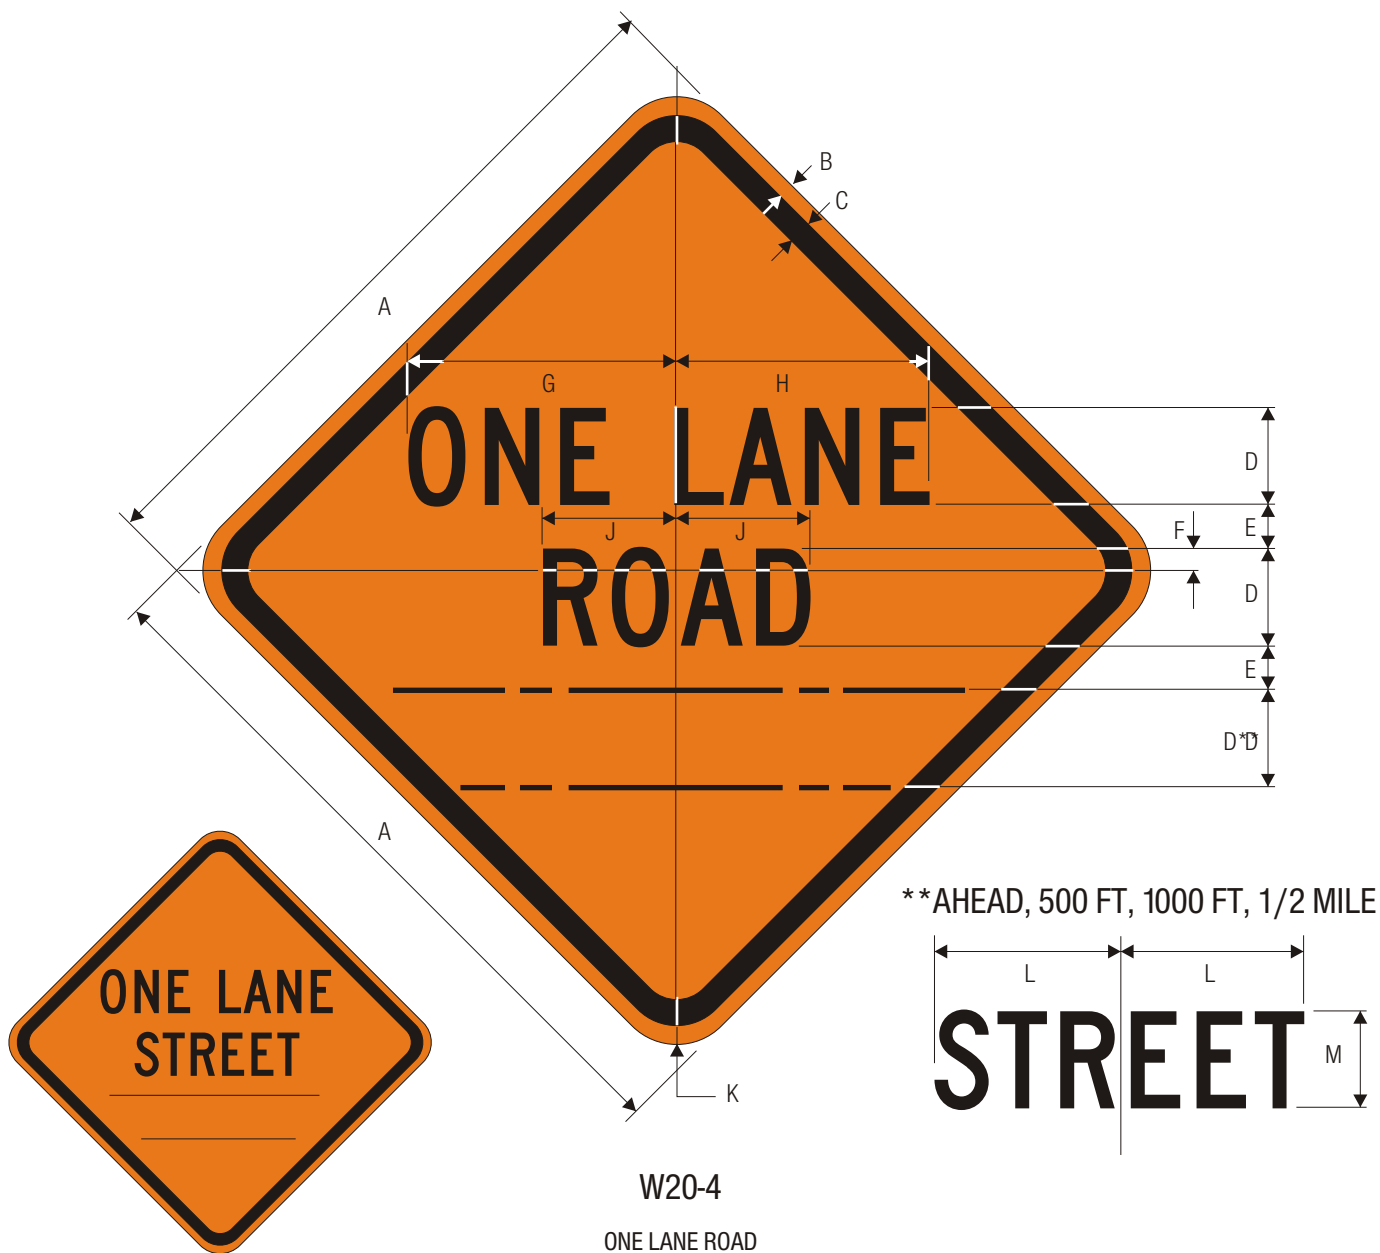 A
B
C
G H
ONE LANE
D
F E
J J
ROAD
D
E
D**
A
**AHEAD, 500 FT, 1000 FT, 1/2 MILE
L L
ONE LANE
STREET
STREET
M
K
W20-4
ONE LANE ROAD